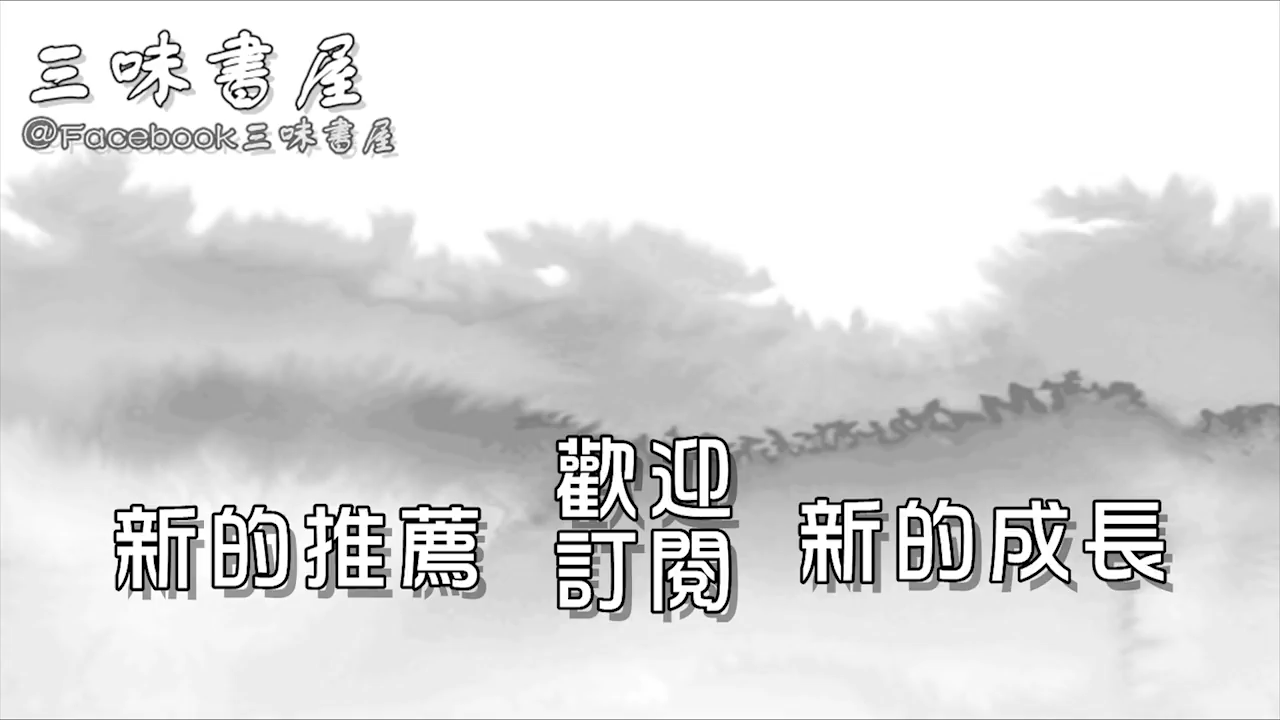 三味書屋
@Facebook三味書屋
新的推薦
歡迎
訂閱
新的成長